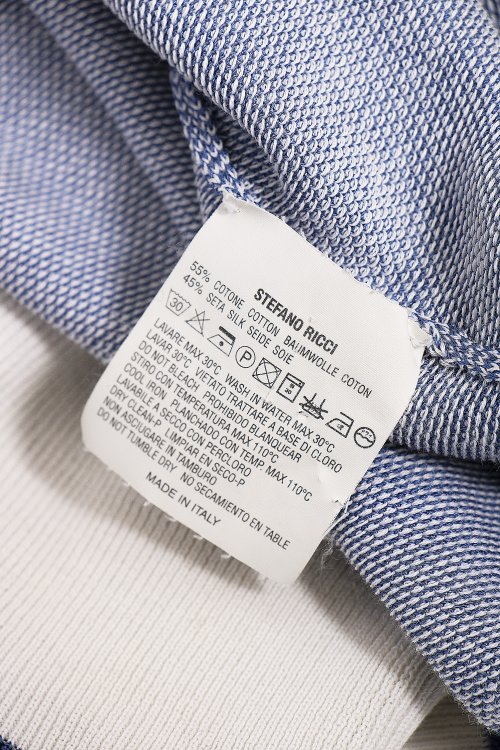 STEFANO RICCI
55% COTONE COTTON BAUMWOLLE COTON
45% SETA SILK SEIDE SOIE
30 P
LAVARE MAX 30°C WASH IN WATER MAX 30°C
LAVAR 30°C VIETATO TRATTARE A BASE DI CLORO
DO NOT BLEACH PROHIBIDO BLANQUEAR
STIRO CON TEMPERATURA MAX 110°C
COOL IRON PLANCHADO CON TEMP. MAX 110°C
LAVABILE A SECCO CON PERCLORO
DRY CLEAN-P LIMPIAR EN SECO-P
NON ASCIUGARE IN TAMBURO
DO NOT TUMBLE DRY NO SECAMIENTO EN TABLE
MADE IN ITALY